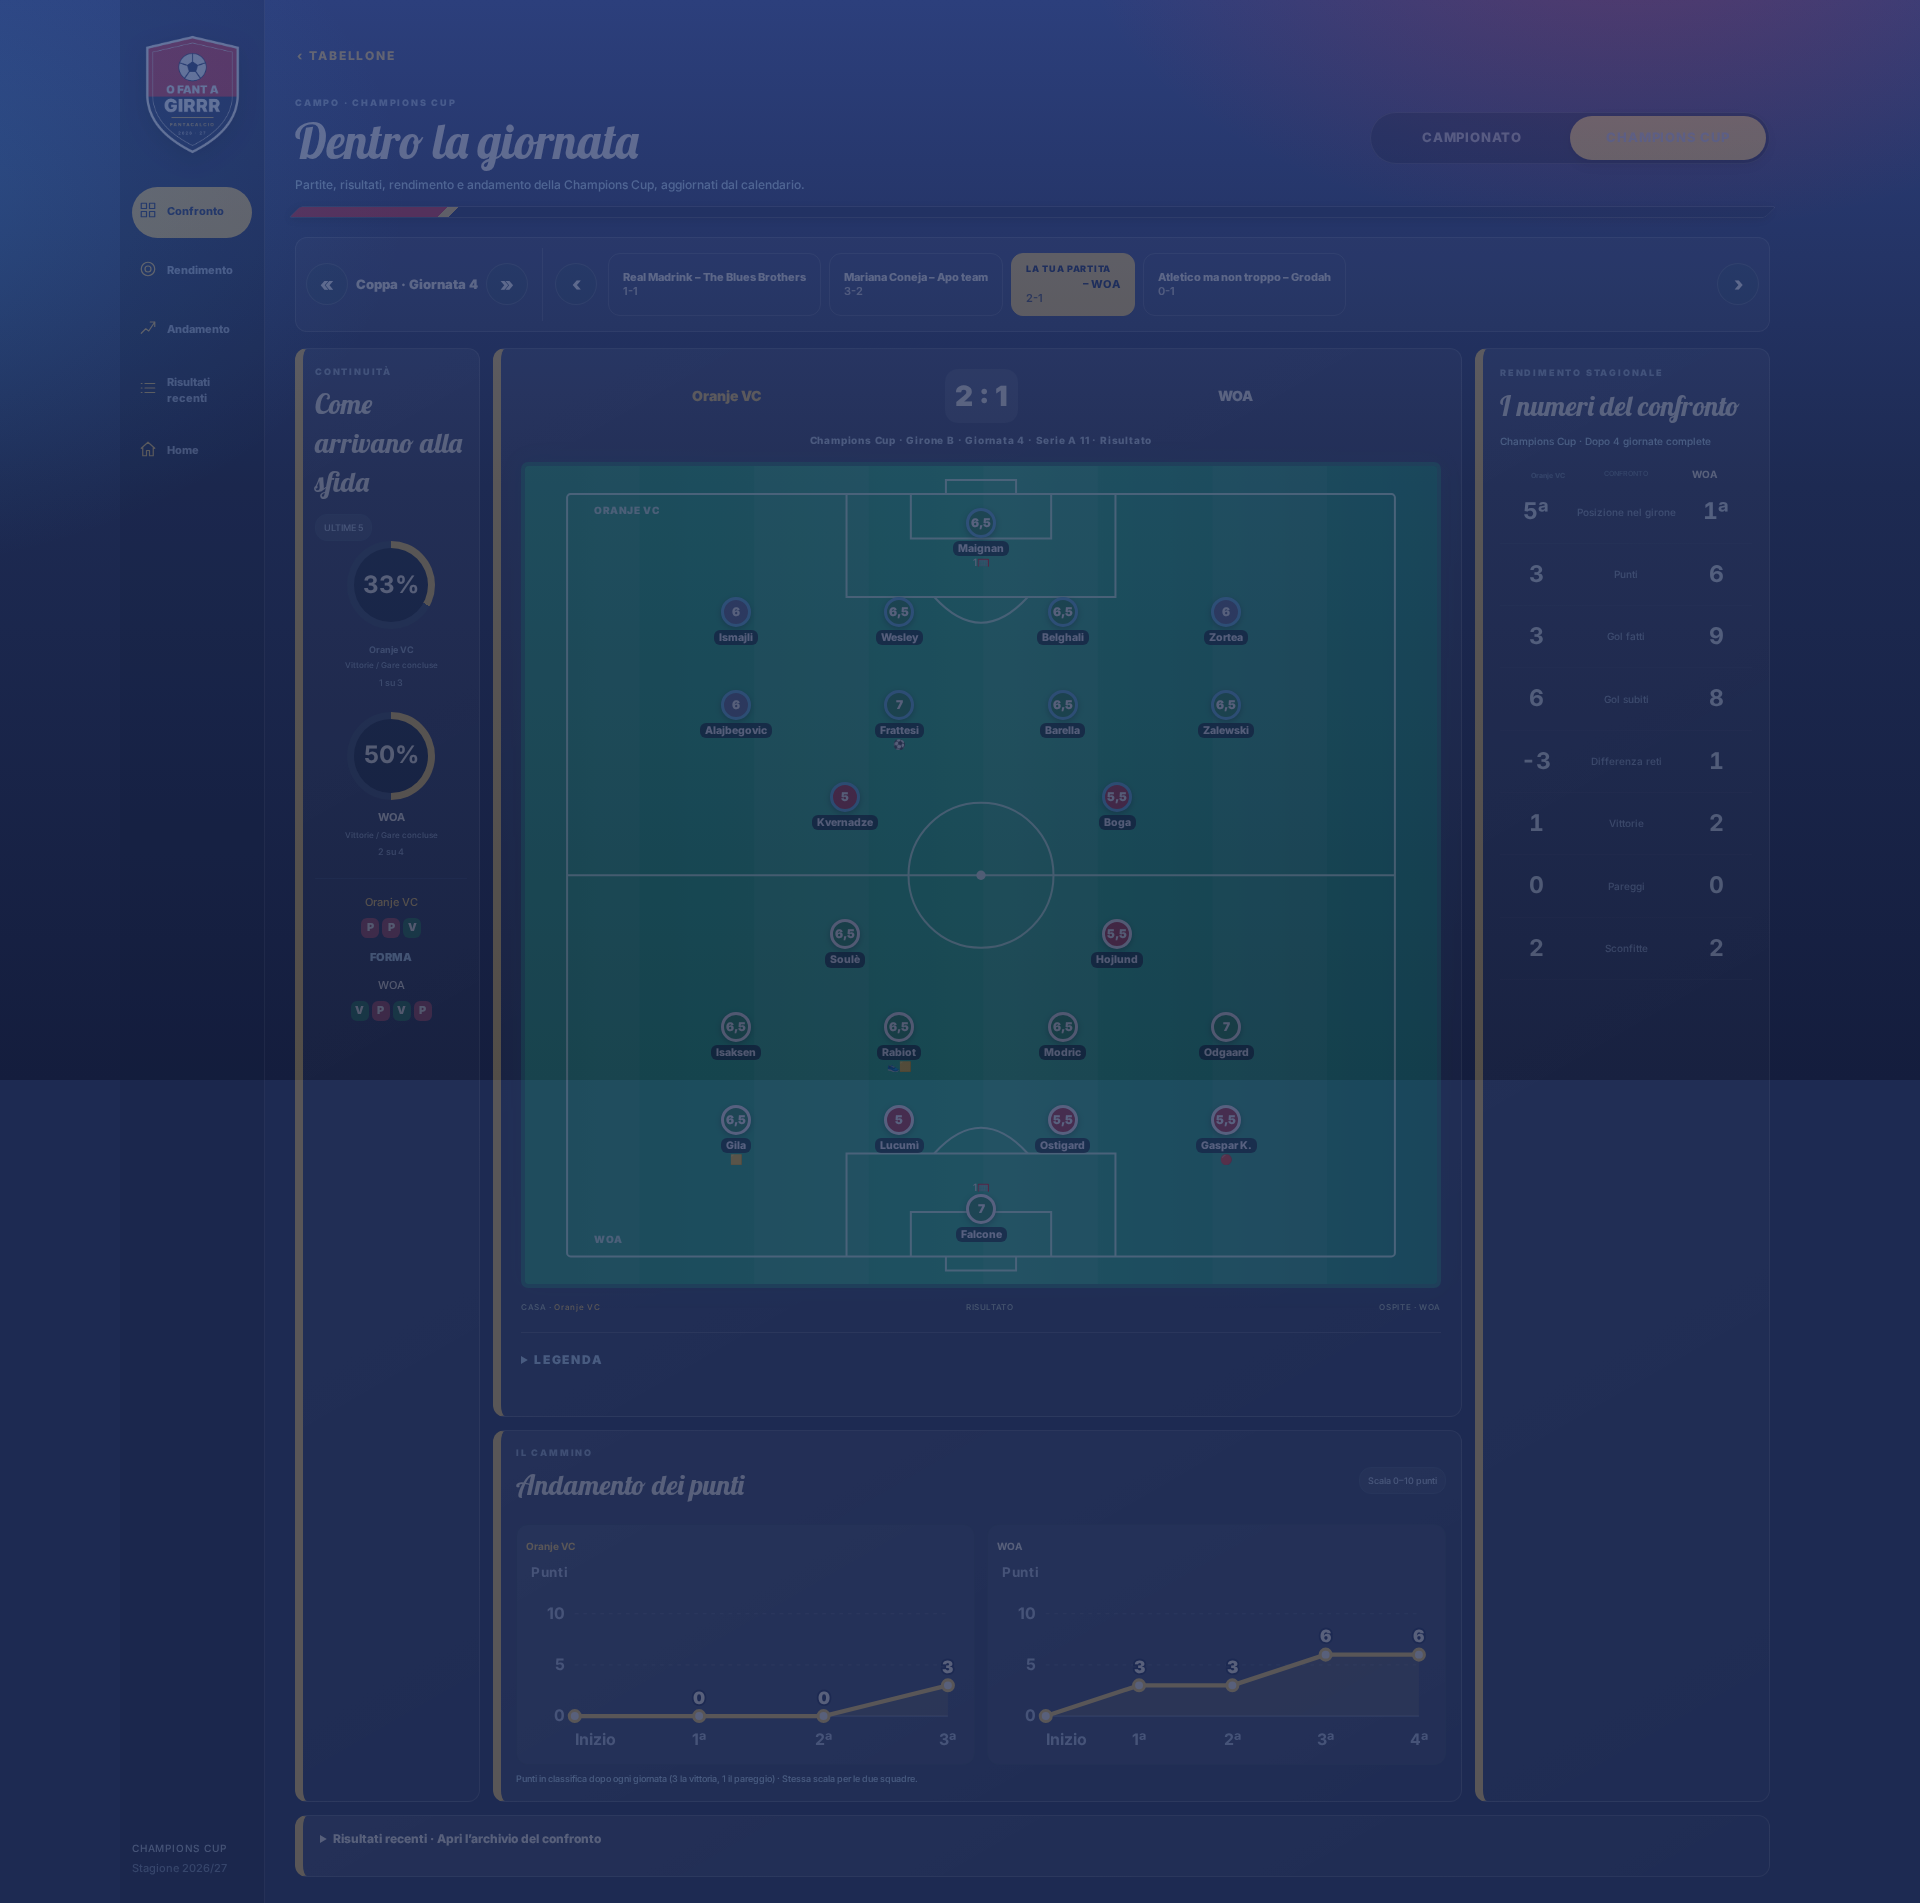 O FANT A
GIRRR
FANTACALCIO
‹ TABELLONE
CAMPO · CHAMPIONS CUP
Dentro la giornata
Partite, risultati, rendimento e andamento della Champions Cup, aggiornati dal calendario.
CAMPIONATO
CHAMPIONS CUP
Confronto
Rendimento
Andamento
Risultati
recenti
Home
«
Coppa · Giornata 4
»
‹
Real Madrink – The Blues Brothers
1-1
Mariana Coneja – Apo team
3-2
LA TUA PARTITA
– WOA
2-1
Atletico ma non troppo – Grodah
0-1
›
CONTINUITÀ
Come
arrivano alla
sfida
ULTIME 5
33%
Oranje VC
Vittorie / Gare concluse
1 su 3
50%
WOA
Vittorie / Gare concluse
2 su 4
Oranje VC
P P V
FORMA
WOA
V P V P
Oranje VC
2 : 1
WOA
Champions Cup · Girone B · Giornata 4 · Serie A 11 · Risultato
ORANJE VC
6,5
Maignan
1
6 6,5 6,5 6
Ismajli Wesley Belghali Zortea
6 7 6,5 6,5
Alajbegovic Frattesi Barella Zalewski
5 5,5
Kvernadze Boga
6,5 5,5
Soulè Hojlund
6,5 6,5 6,5 7
Isaksen Rabiot Modric Odgaard
6,5 5 5,5 5,5
Gila Lucumi Ostigard Gaspar K.
1
7
Falcone
WOA
CASA · Oranje VC
RISULTATO
OSPITE · WOA
LEGENDA
RENDIMENTO STAGIONALE
I numeri del confronto
Champions Cup · Dopo 4 giornate complete
Oranje VC CONFRONTO WOA
5ª Posizione nel girone 1ª
3 Punti 6
3 Gol fatti 9
6 Gol subiti 8
-3 Differenza reti 1
1 Vittorie 2
0 Pareggi 0
2 Sconfitte 2
IL CAMMINO
Andamento dei punti
Scala 0–10 punti
Oranje VC
Punti
10
5
0
0 0 3
Inizio 1ª 2ª 3ª
WOA
Punti
10
5
0
3 3 6 6
Inizio 1ª 2ª 3ª 4ª
Punti in classifica dopo ogni giornata (3 la vittoria, 1 il pareggio) · Stessa scala per le due squadre.
Risultati recenti · Apri l'archivio del confronto
CHAMPIONS CUP
Stagione 2026/27